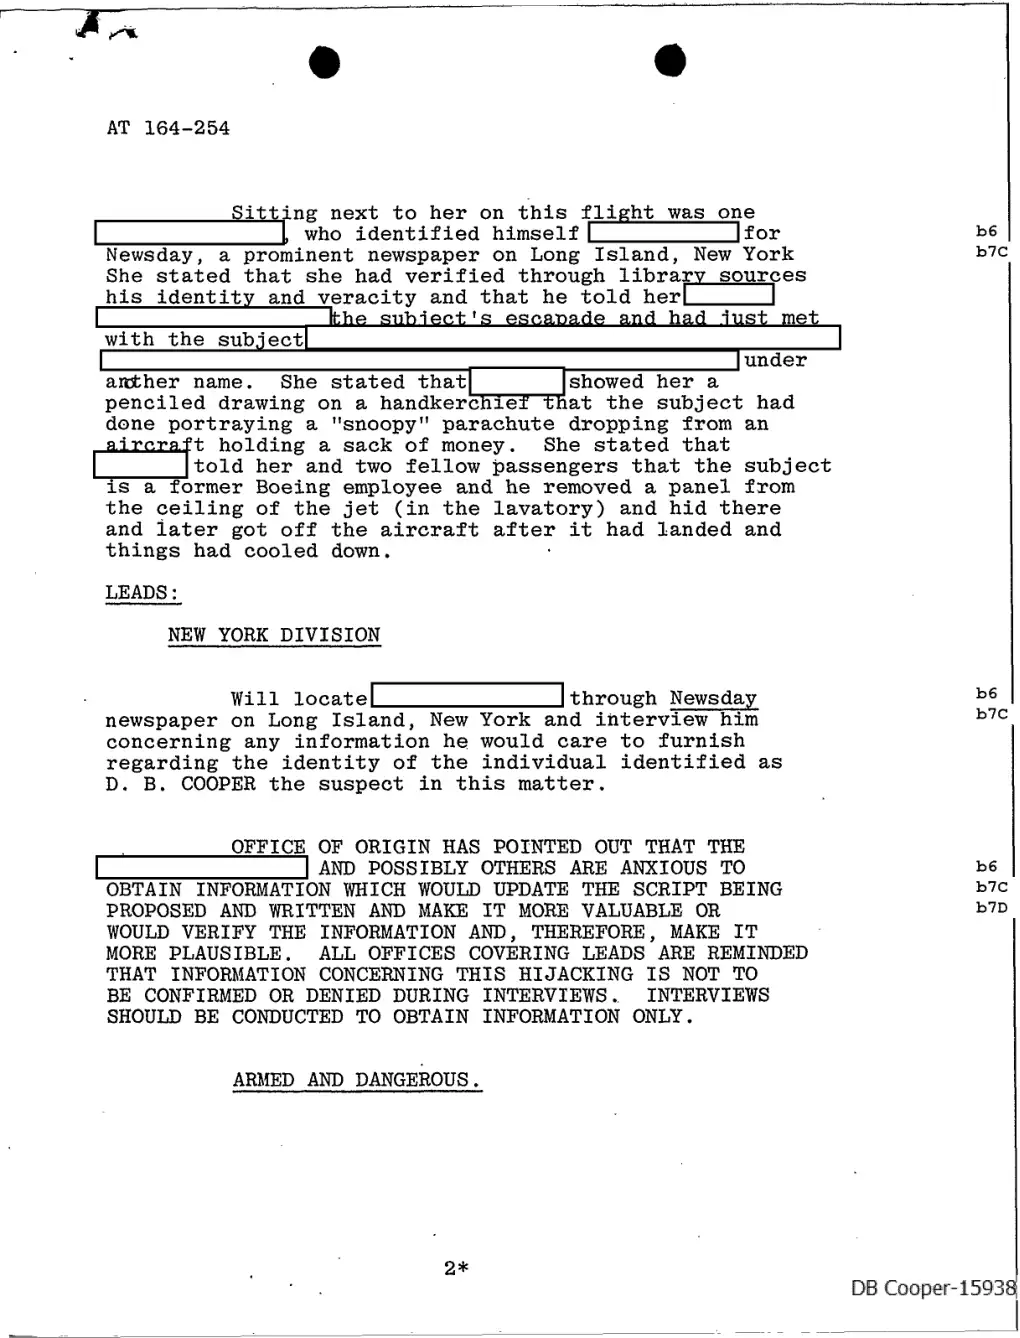 AT 164-254
Sitting next to her on this flight was one
, who identified himself for
b6
Newsday, a prominent newspaper on Long Island, New York
b7C
She stated that she had verified through library sources
his identity and veracity and that he told her
the subject's escapade and had just met
with the subject
under
another name. She stated that showed her a
penciled drawing on a handkerchief that the subject had
done portraying a "snoopy" parachute dropping from an
aircraft holding a sack of money. She stated that
told her and two fellow passengers that the subject
is a former Boeing employee and he removed a panel from
the ceiling of the jet (in the lavatory) and hid there
and later got off the aircraft after it had landed and
things had cooled down.
LEADS:
NEW YORK DIVISION
Will locate through Newsday
b6
newspaper on Long Island, New York and interview him
b7C
concerning any information he would care to furnish
regarding the identity of the individual identified as
D. B. COOPER the suspect in this matter.
OFFICE OF ORIGIN HAS POINTED OUT THAT THE
AND POSSIBLY OTHERS ARE ANXIOUS TO
b6
OBTAIN INFORMATION WHICH WOULD UPDATE THE SCRIPT BEING
b7C
PROPOSED AND WRITTEN AND MAKE IT MORE VALUABLE OR
b7D
WOULD VERIFY THE INFORMATION AND, THEREFORE, MAKE IT
MORE PLAUSIBLE. ALL OFFICES COVERING LEADS ARE REMINDED
THAT INFORMATION CONCERNING THIS HIJACKING IS NOT TO
BE CONFIRMED OR DENIED DURING INTERVIEWS. INTERVIEWS
SHOULD BE CONDUCTED TO OBTAIN INFORMATION ONLY.
ARMED AND DANGEROUS.
2*
DB Cooper-15938